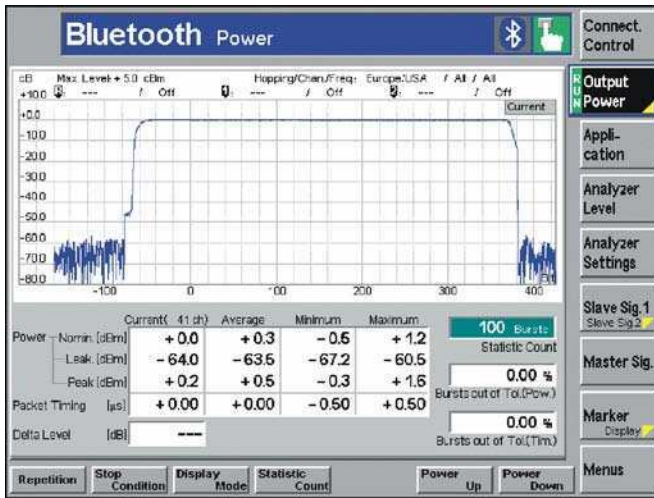 Bluetooth Power
Connect. Control
dB Max. Level + 5.0 dBm Hopping/Chan./Freq: Europe/USA / All / All
+10.0 --- / Off --- / Off --- / Off
Current
+0.0
-10.0
-20.0
-30.0
-40.0
-50.0
-60.0
-70.0
-80.0
-100 0 100 200 300 400 Bit
RUN
Output Power
Appli-
cation
Analyzer Level
Analyzer Settings
Slave Sig.1
Slave Sig.2
Master Sig.
Marker
Display
Menus
Current( 41 ch) Average Minimum Maximum
Power Nomin. [dBm] + 0.0 + 0.3 - 0.6 + 1.2
Leak. [dBm] - 64.0 - 63.5 - 67.2 - 60.5
Peak [dBm] + 0.2 + 0.5 - 0.3 + 1.6
Packet Timing [µs] + 0.00 + 0.00 - 0.50 + 0.50
Delta Level [dB] ---
100 Bursts
Statistic Count
0.00 %
Bursts out of Tol.(Pow.)
0.00 %
Bursts out of Tol.(Tim.)
Repetition
Stop Condition
Display Mode
Statistic Count
Power Up
Power Down